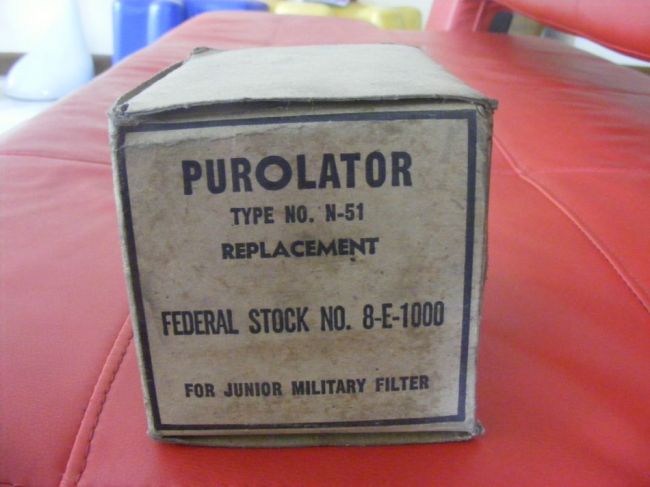 PUROLATOR
TYPE NO. N-51
REPLACEMENT
FEDERAL STOCK NO. 8-E-1000
FOR JUNIOR MILITARY FILTER